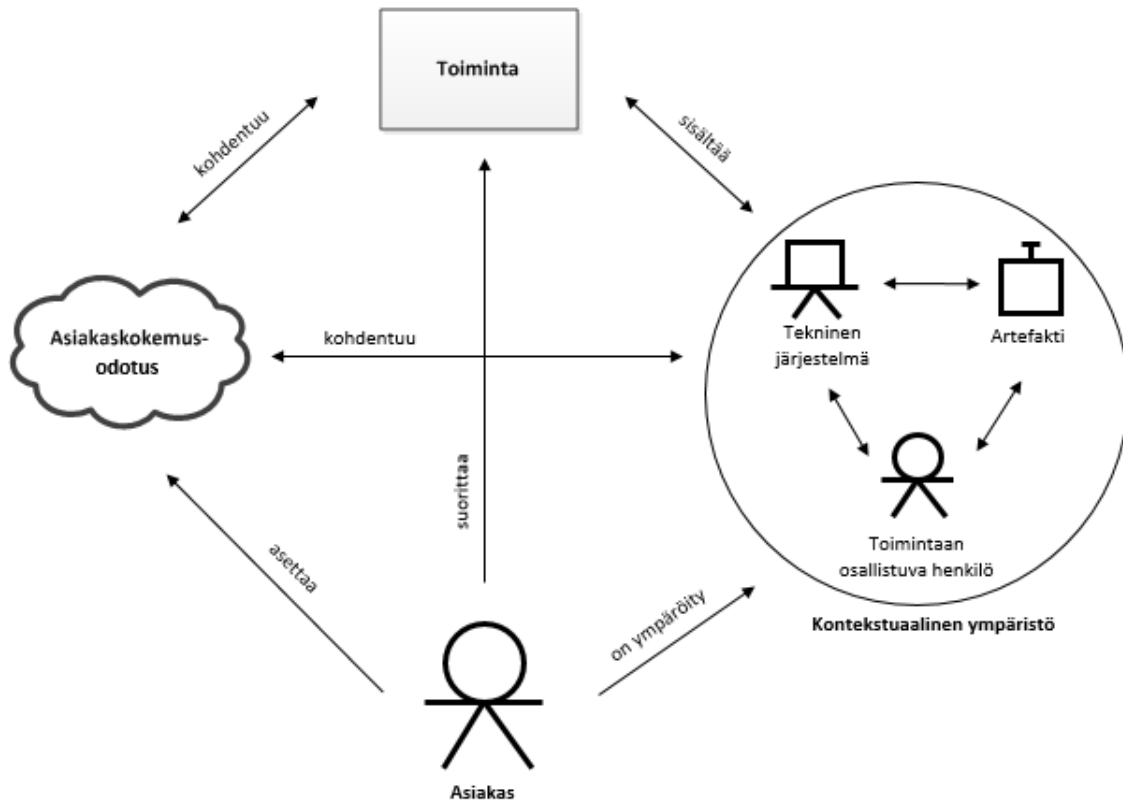 Toiminta
kohdentuu
sisältää
Asiakaskokemus-
odotus
kohdentuu
Tekninen
järjestelmä
Artefakti
suorittaa
Toimintaan
osallistuva henkilö
asettaa
on ympäröity
Kontekstuaalinen ympäristö
Asiakas